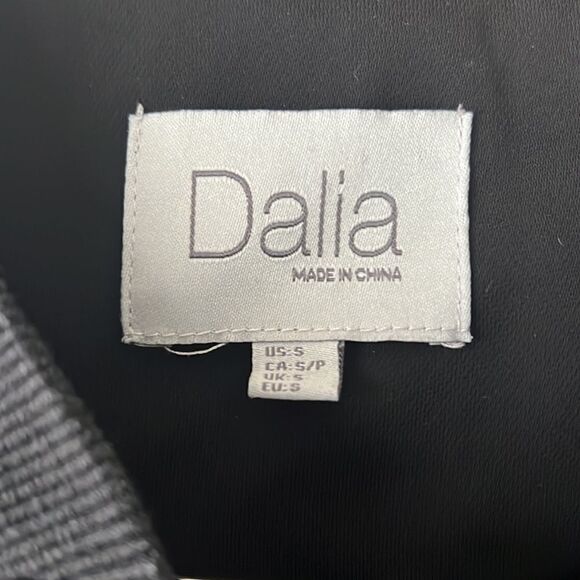 Dalia
MADE IN CHINA
US:S
CA:S/P
UK:S
EU:S